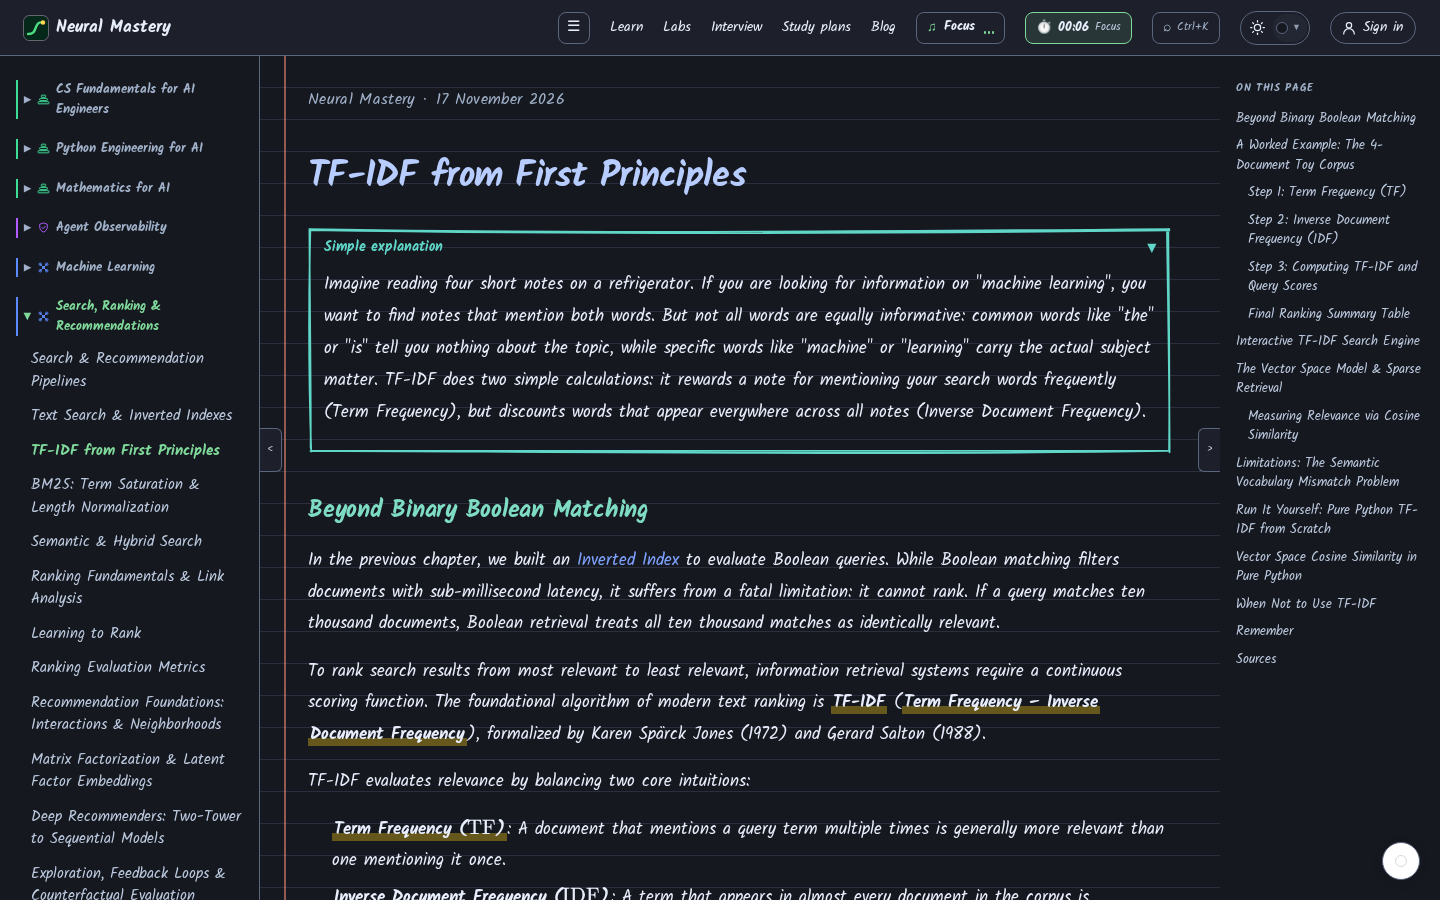 Neural Mastery
Learn
Labs
Interview
Study plans
Blog
Focus ...
00:06 Focus
Ctrl+K
Sign in
CS Fundamentals for AI
Engineers
Python Engineering for AI
Mathematics for AI
Agent Observability
Machine Learning
Search, Ranking &
Recommendations
Search & Recommendation
Pipelines
Text Search & Inverted Indexes
TF-IDF from First Principles
BM25: Term Saturation &
Length Normalization
Semantic & Hybrid Search
Ranking Fundamentals & Link
Analysis
Learning to Rank
Ranking Evaluation Metrics
Recommendation Foundations:
Interactions & Neighborhoods
Matrix Factorization & Latent
Factor Embeddings
Deep Recommenders: Two-Tower
to Sequential Models
Exploration, Feedback Loops &
Counterfactual Evaluation
Neural Mastery · 17 November 2026
TF-IDF from First Principles
Simple explanation
Imagine reading four short notes on a refrigerator. If you are looking for information on "machine learning", you
want to find notes that mention both words. But not all words are equally informative: common words like "the"
or "is" tell you nothing about the topic, while specific words like "machine" or "learning" carry the actual subject
matter. TF-IDF does two simple calculations: it rewards a note for mentioning your search words frequently
(Term Frequency), but discounts words that appear everywhere across all notes (Inverse Document Frequency).
Beyond Binary Boolean Matching
In the previous chapter, we built an Inverted Index to evaluate Boolean queries. While Boolean matching filters
documents with sub-millisecond latency, it suffers from a fatal limitation: it cannot rank. If a query matches ten
thousand documents, Boolean retrieval treats all ten thousand matches as identically relevant.
To rank search results from most relevant to least relevant, information retrieval systems require a continuous
scoring function. The foundational algorithm of modern text ranking is TF-IDF (Term Frequency – Inverse
Document Frequency), formalized by Karen Spärck Jones (1972) and Gerard Salton (1988).
TF-IDF evaluates relevance by balancing two core intuitions:
Term Frequency (TF): A document that mentions a query term multiple times is generally more relevant than
one mentioning it once.
Inverse Document Frequency (IDF): A term that appears in almost every document in the corpus is
ON THIS PAGE
Beyond Binary Boolean Matching
A Worked Example: The 4-
Document Toy Corpus
Step 1: Term Frequency (TF)
Step 2: Inverse Document
Frequency (IDF)
Step 3: Computing TF-IDF and
Query Scores
Final Ranking Summary Table
Interactive TF-IDF Search Engine
The Vector Space Model & Sparse
Retrieval
Measuring Relevance via Cosine
Similarity
Limitations: The Semantic
Vocabulary Mismatch Problem
Run It Yourself: Pure Python TF-
IDF from Scratch
Vector Space Cosine Similarity in
Pure Python
When Not to Use TF-IDF
Remember
Sources